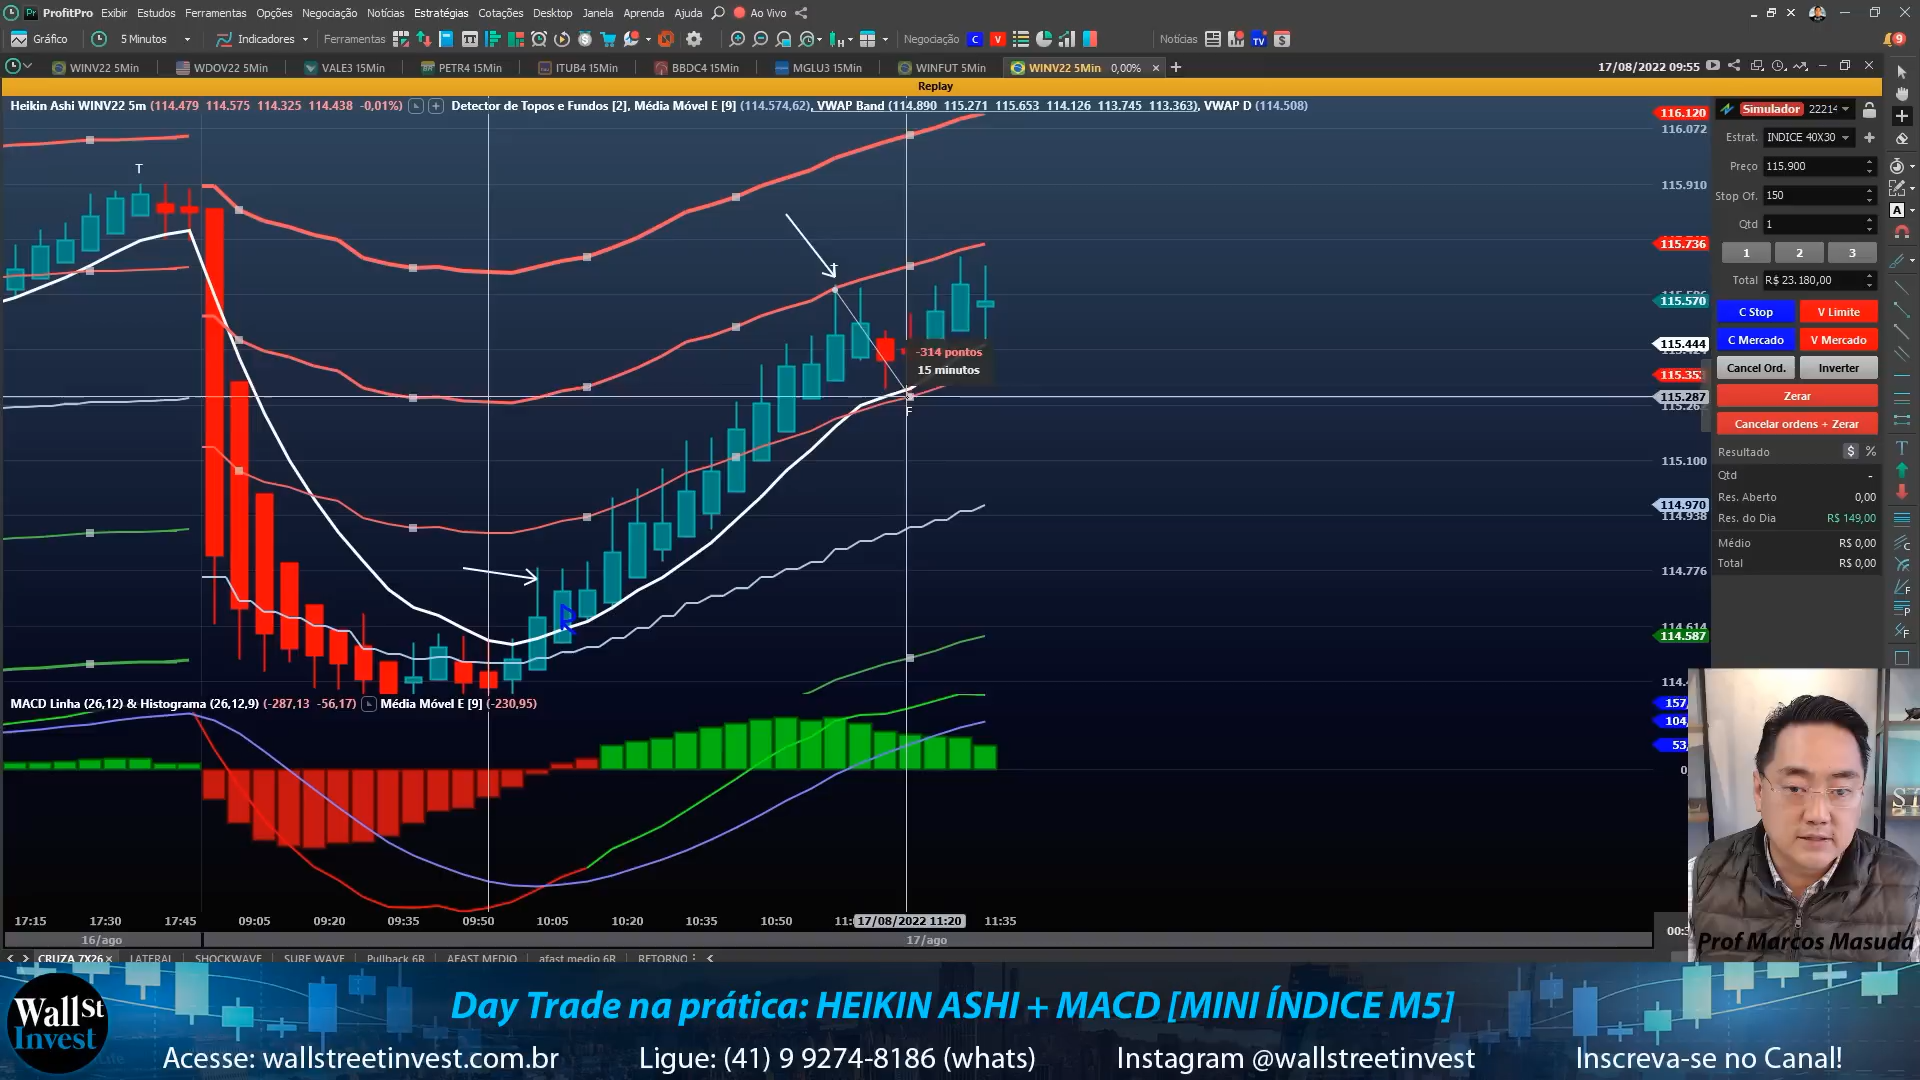 ProfitPro Exibir Estudos Ferramentas Opções Negociação Notícias Estratégias Cotações Desktop Janela Aprenda Ajuda Ao Vivo
Gráfico 5 Minutos Indicadores Ferramentas Negociação C V Notícias TV 9
WINV22 5Min WDOV22 5Min VALE3 15Min PETR4 15Min ITUB4 15Min BBDC4 15Min MGLU3 15Min WINFUT 5Min WINV22 5Min 0,00% 17/08/2022 09:55
Replay
Heikin Ashi WINV22 5m (114.479 114.575 114.325 114.438 -0,01%) Detector de Topos e Fundos [2], Média Móvel E [9] (114.574,62), VWAP Band (114.890 115.271 115.653 114.126 113.745 113.363), VWAP D (114.508)
116.120
116.072
115.910
115.736
115.570
115.444
115.287
115.100
114.970
114.938
114.776
114.614
114.587
T
-314 pontos
15 minutos
F
R
Simulador 22214
Estrat. INDICE 40X30
Preço 115.900
Stop Of. 150
Qtd 1
1 2 3
Total R$ 23.180,00
C Stop V Limite
C Mercado V Mercado
Cancel Ord. Inverter
Zerar
Cancelar ordens + Zerar
Resultado $ %
Qtd -
Res. Aberto 0,00
Res. do Dia R$ 149,00
Médio R$ 0,00
Total R$ 0,00
MACD Linha (26,12) & Histograma (26,12,9) (-287,13 -56,17) Média Móvel E [9] (-230,95)
157,
104,
53,
17:15 17:30 17:45 09:05 09:20 09:35 09:50 10:05 10:20 10:35 10:50 17/08/2022 11:20 11:35
16/ago 17/ago
CRUZA 7X26 LATERAL SHOCKWAVE SURF WAVE Pullback 6R AFAST MEDIO afast medio 6R RETORNO
Prof Marcos Masuda
Wall St Invest
Day Trade na prática: HEIKIN ASHI + MACD [MINI ÍNDICE M5]
Acesse: wallstreetinvest.com.br Ligue: (41) 9 9274-8186 (whats) Instagram @wallstreetinvest Inscreva-se no Canal!